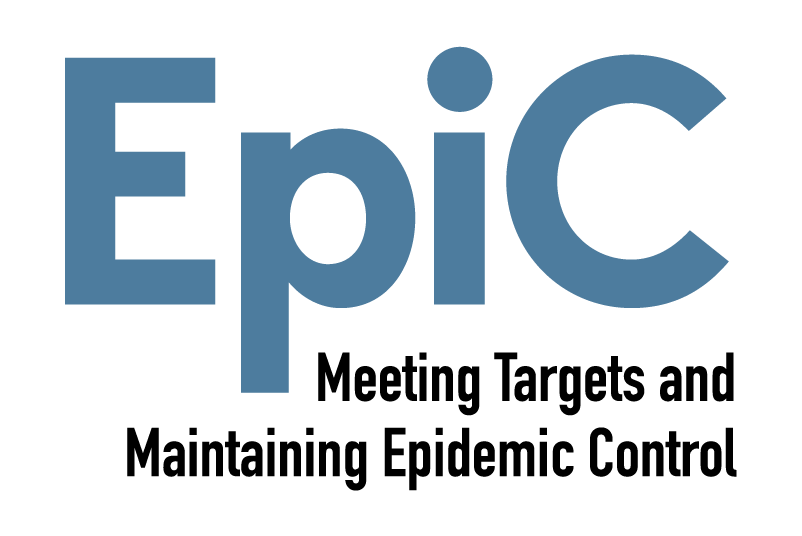 EpiC
Meeting Targets and
Maintaining Epidemic Control